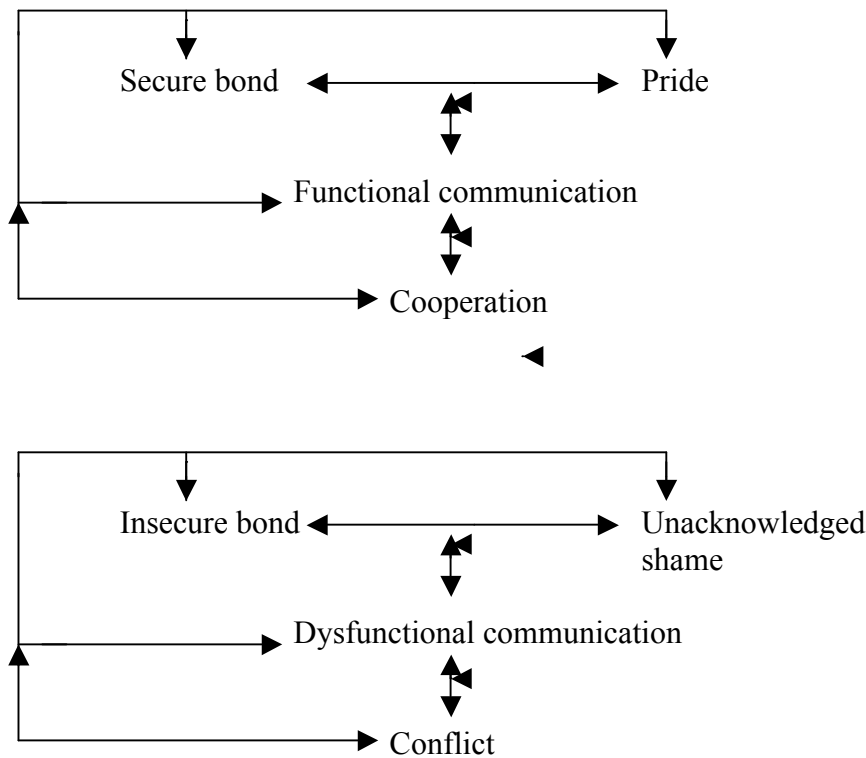 Secure bond Pride
Functional communication
Cooperation
Insecure bond Unacknowledged
shame
Dysfunctional communication
Conflict